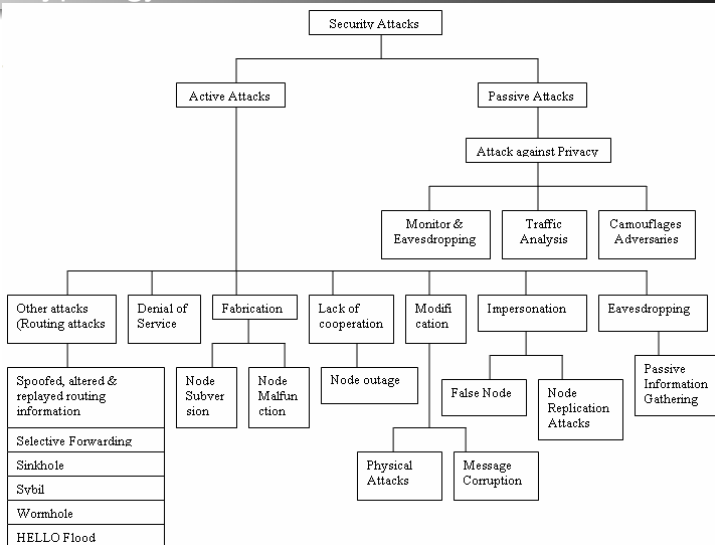 Security Attacks
Active Attacks
Passive Attacks
Attack against Privacy
Monitor &
Eavesdropping
Traffic
Analysis
Camouflages
Adversaries
Other attacks
(Routing attacks
Denial of
Service
Fabrication
Lack of
cooperation
Modifi
cation
Impersonation
Eavesdropping
Spoofed, altered &
replayed routing
information
Selective Forwarding
Sinkhole
Sybil
Wormhole
HELLO Flood
Node
Subver
sion
Node
Malfun
ction
Node outage
Physical
Attacks
Message
Corruption
False Node
Node
Replication
Attacks
Passive
Information
Gathering